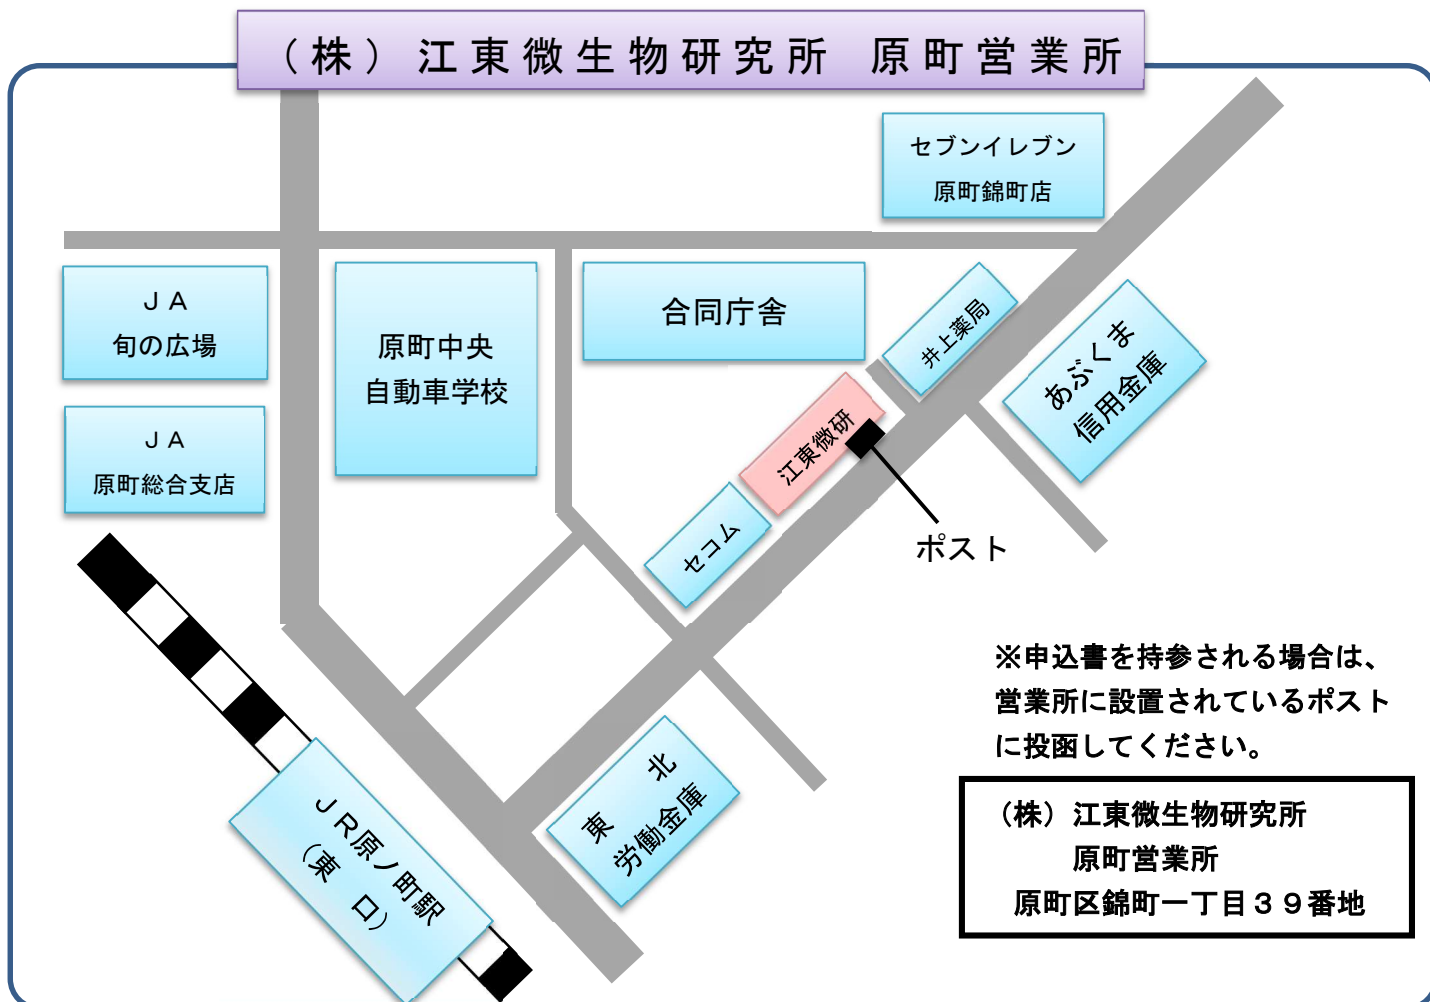 （株）江東微生物研究所　原町営業所
セブンイレブン
原町錦町店
ＪＡ
旬の広場
原町中央
自動車学校
合同庁舎
井上薬局
あぶくま
信用金庫
ＪＡ
原町総合支店
江東微研
セコム
ポスト
※申込書を持参される場合は、
営業所に設置されているポスト
に投函してください。
東　北
労働金庫
ＪＲ原ノ町駅
（東　口）
（株）江東微生物研究所
原町営業所
原町区錦町一丁目３９番地